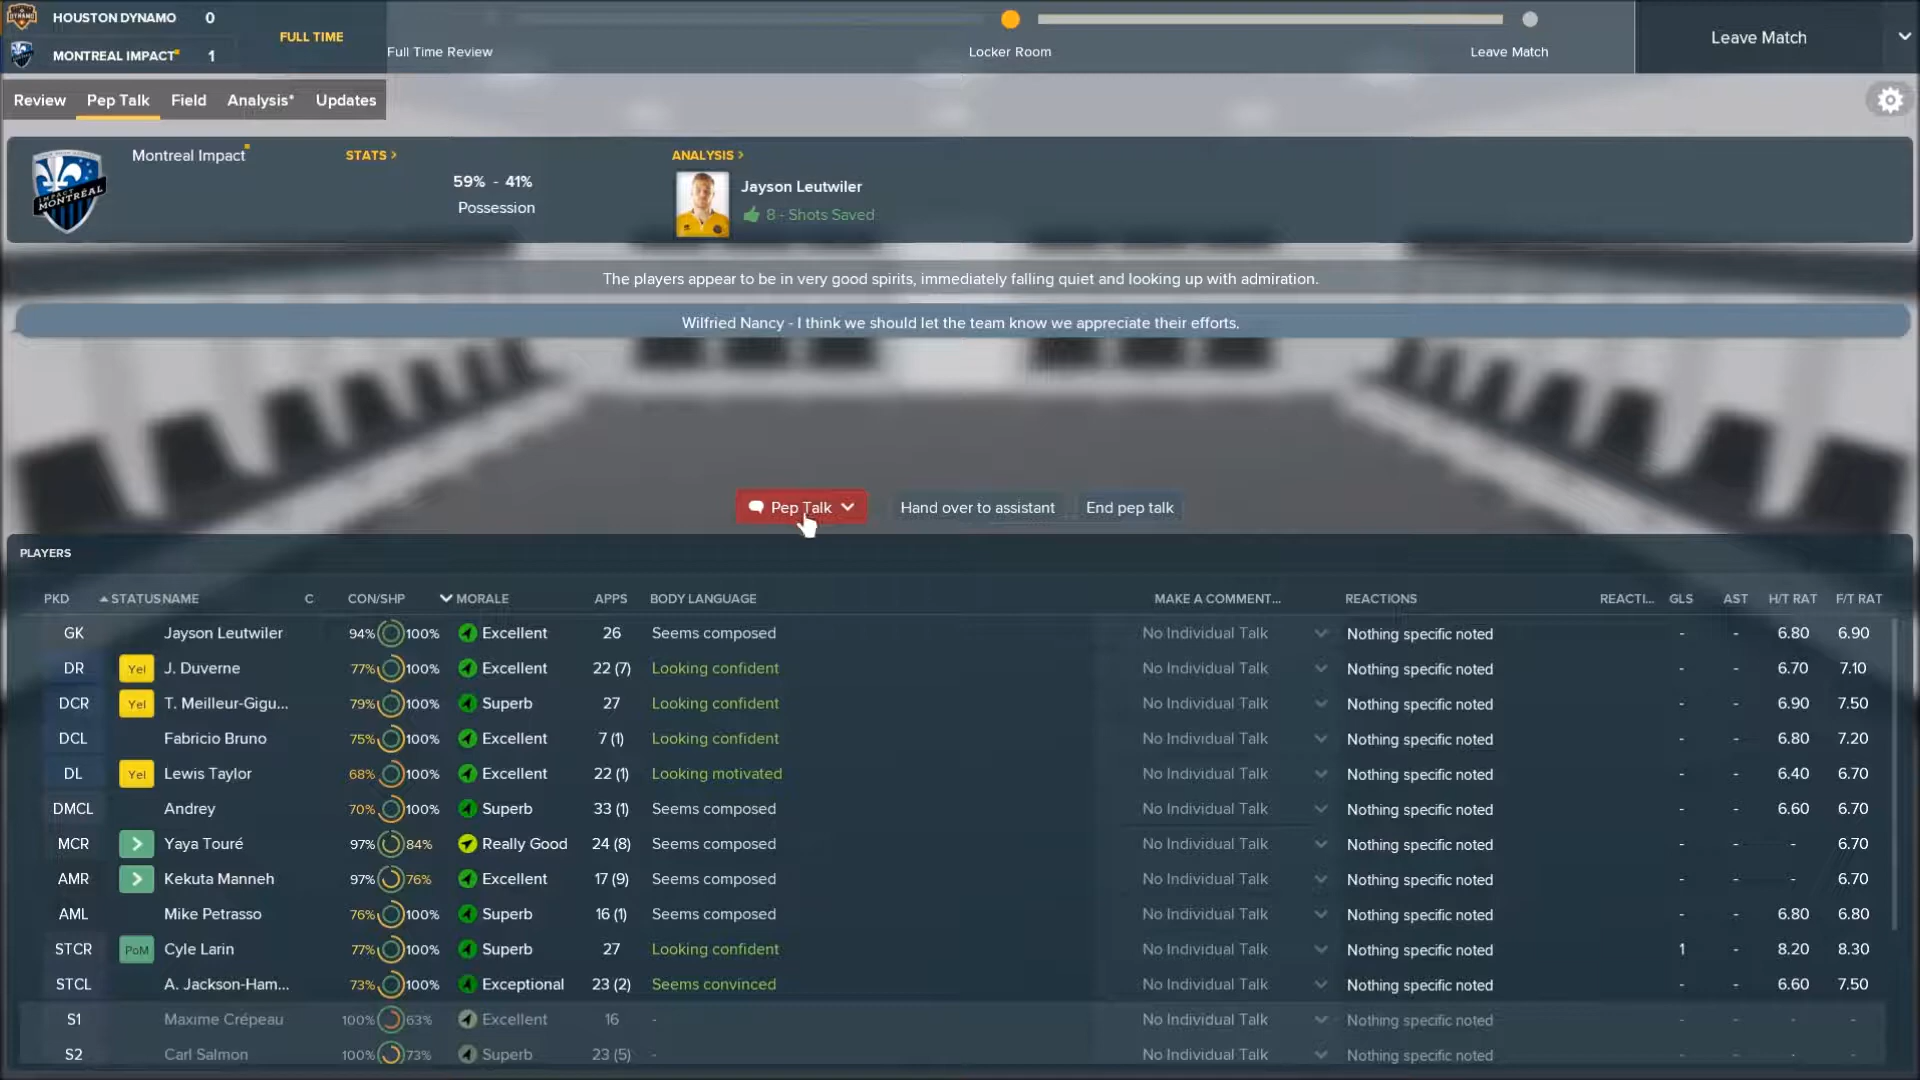 HOUSTON DYNAMO 0
MONTREAL IMPACT 1
FULL TIME
Full Time Review
Locker Room
Leave Match
Leave Match
Review Pep Talk Field Analysis* Updates
IMPACT MONTRÉAL
Montreal Impact
STATS >
59% - 41%
Possession
ANALYSIS >
Jayson Leutwiler
8 - Shots Saved
The players appear to be in very good spirits, immediately falling quiet and looking up with admiration.
Wilfried Nancy - I think we should let the team know we appreciate their efforts.
Pep Talk Hand over to assistant End pep talk
PLAYERS
PKD STATUS NAME C CON/SHP MORALE APPS BODY LANGUAGE MAKE A COMMENT... REACTIONS REACTI... GLS AST H/T RAT F/T RAT
GK Jayson Leutwiler 94% 100% Excellent 26 Seems composed No Individual Talk Nothing specific noted - - 6.80 6.90
DR Yel J. Duverne 77% 100% Excellent 22 (7) Looking confident No Individual Talk Nothing specific noted - - 6.70 7.10
DCR Yel T. Meilleur-Gigu... 79% 100% Superb 27 Looking confident No Individual Talk Nothing specific noted - - 6.90 7.50
DCL Fabricio Bruno 75% 100% Excellent 7 (1) Looking confident No Individual Talk Nothing specific noted - - 6.80 7.20
DL Yel Lewis Taylor 68% 100% Excellent 22 (1) Looking motivated No Individual Talk Nothing specific noted - - 6.40 6.70
DMCL Andrey 70% 100% Superb 33 (1) Seems composed No Individual Talk Nothing specific noted - - 6.60 6.70
MCR Yaya Touré 97% 84% Really Good 24 (8) Seems composed No Individual Talk Nothing specific noted - - - 6.70
AMR Kekuta Manneh 97% 76% Excellent 17 (9) Seems composed No Individual Talk Nothing specific noted - - - 6.70
AML Mike Petrasso 76% 100% Superb 16 (1) Seems composed No Individual Talk Nothing specific noted - - 6.80 6.80
STCR PoM Cyle Larin 77% 100% Superb 27 Looking confident No Individual Talk Nothing specific noted 1 - 8.20 8.30
STCL A. Jackson-Ham... 73% 100% Exceptional 23 (2) Seems convinced No Individual Talk Nothing specific noted - - 6.60 7.50
S1 Maxime Crépeau 100% 63% Excellent 16 - No Individual Talk Nothing specific noted - - - -
S2 Carl Salmon 100% 73% Superb 23 (5) - No Individual Talk Nothing specific noted - - - -